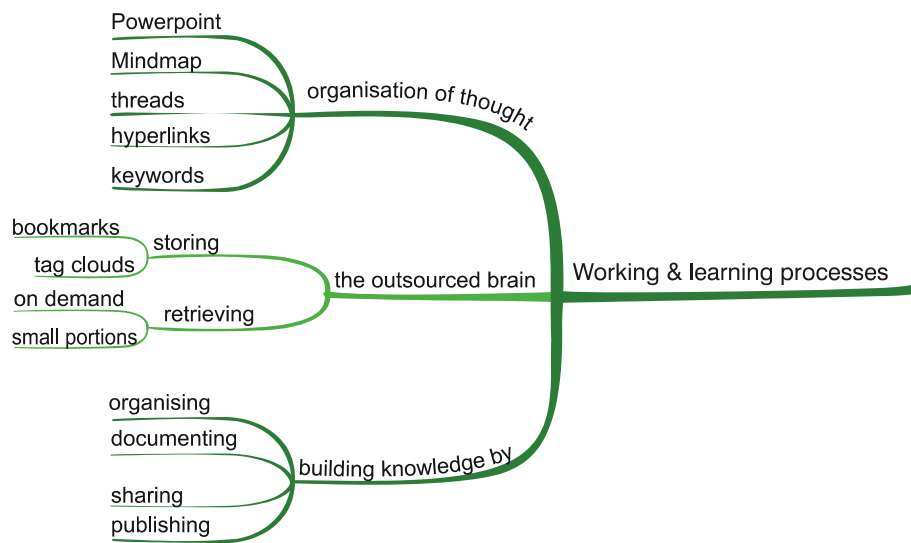 Powerpoint
Mindmap
threads
hyperlinks
keywords
organisation of thought
bookmarks
tag clouds
storing
on demand
small portions
retrieving
the outsourced brain
Working & learning processes
organising
documenting
sharing
publishing
building knowledge by